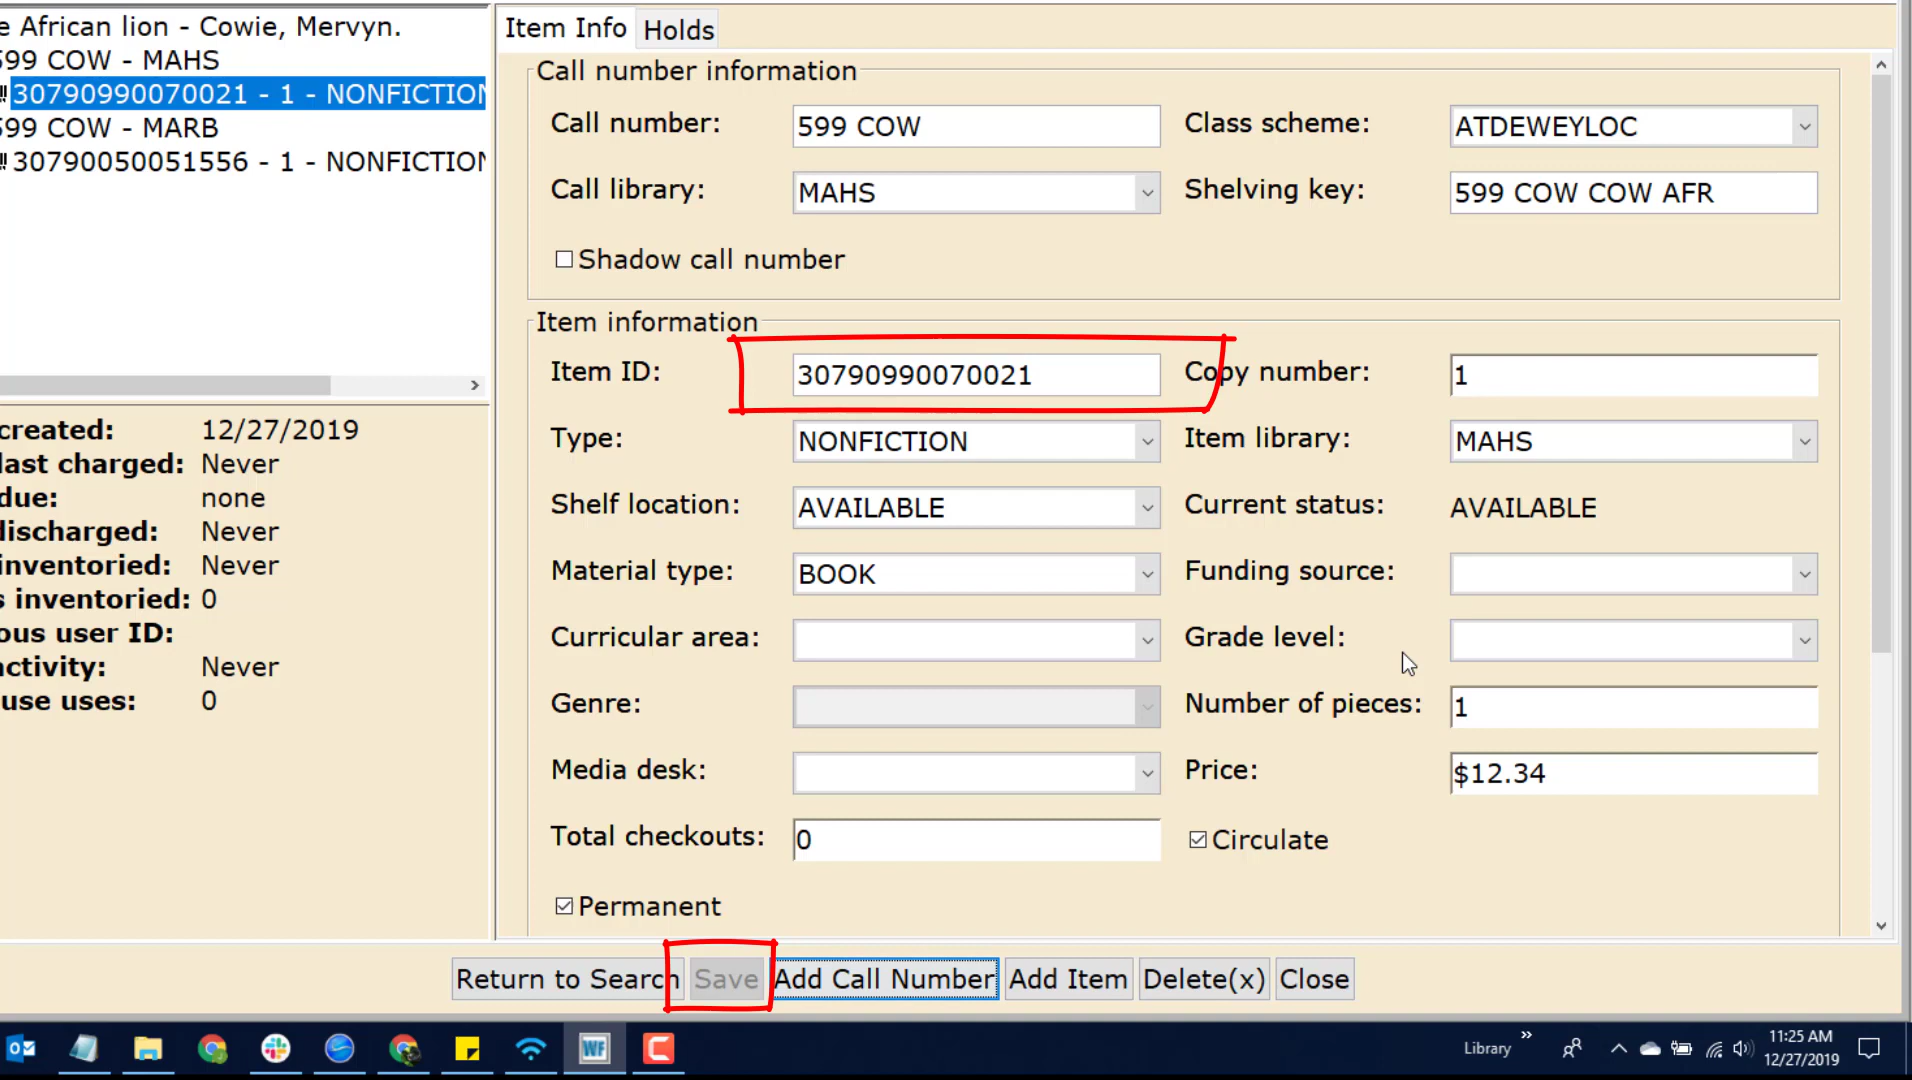 e African lion - Cowie, Mervyn.
599 COW - MAHS
30790990070021 - 1 - NONFICTION
599 COW - MARB
30790050051556 - 1 - NONFICTION
created: 12/27/2019
last charged: Never
due: none
discharged: Never
inventoried: Never
s inventoried: 0
ous user ID:
activity: Never
use uses: 0
Item Info Holds
Call number information
Call number: 599 COW Class scheme: ATDEWEYLOC
Call library: MAHS Shelving key: 599 COW COW AFR
Shadow call number
Item information
Item ID: 30790990070021 Copy number: 1
Type: NONFICTION Item library: MAHS
Shelf location: AVAILABLE Current status: AVAILABLE
Material type: BOOK Funding source:
Curricular area: Grade level:
Genre: Number of pieces: 1
Media desk: Price: $12.34
Total checkouts: 0 Circulate
Permanent
Return to Search Save Add Call Number Add Item Delete(x) Close
WF Library 11:25 AM
12/27/2019